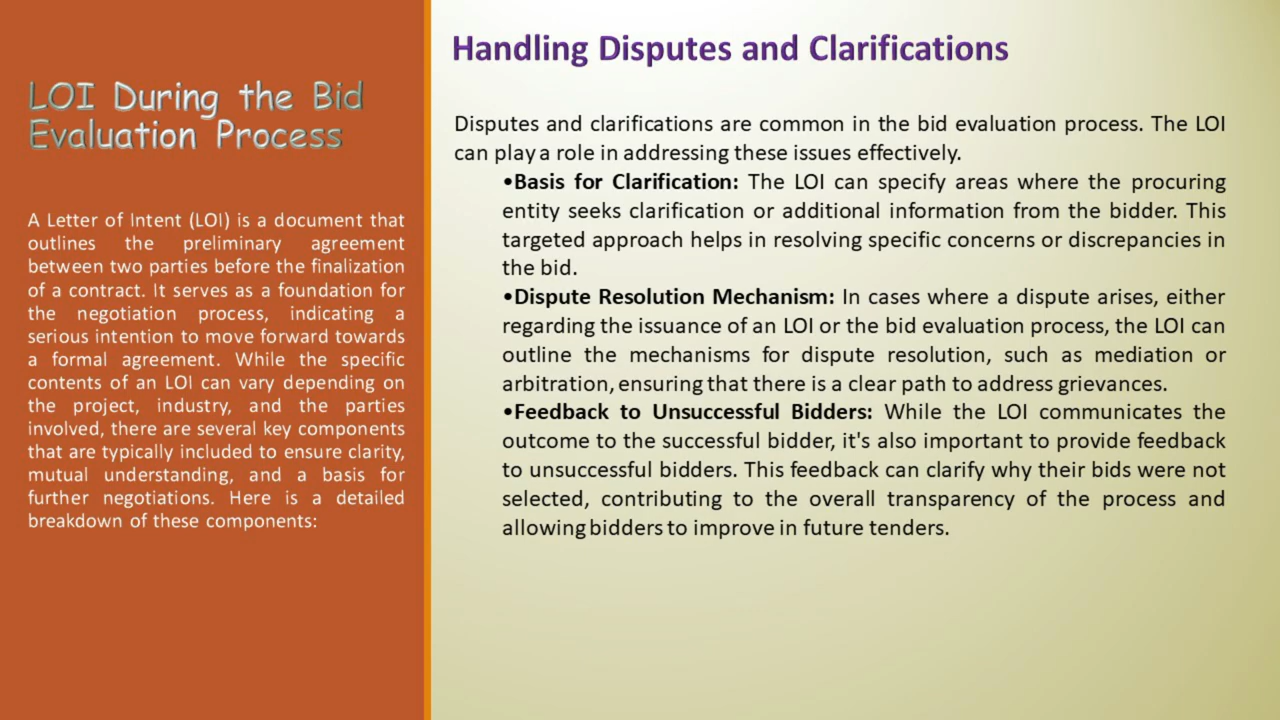 LOI During the Bid
Evaluation Process
A Letter of Intent (LOI) is a document that
outlines the preliminary agreement
between two parties before the finalization
of a contract. It serves as a foundation for
the negotiation process, indicating a
serious intention to move forward towards
a formal agreement. While the specific
contents of an LOI can vary depending on
the project, industry, and the parties
involved, there are several key components
that are typically included to ensure clarity,
mutual understanding, and a basis for
further negotiations. Here is a detailed
breakdown of these components:
Handling Disputes and Clarifications
Disputes and clarifications are common in the bid evaluation process. The LOI
can play a role in addressing these issues effectively.
•Basis for Clarification: The LOI can specify areas where the procuring
entity seeks clarification or additional information from the bidder. This
targeted approach helps in resolving specific concerns or discrepancies in
the bid.
•Dispute Resolution Mechanism: In cases where a dispute arises, either
regarding the issuance of an LOI or the bid evaluation process, the LOI can
outline the mechanisms for dispute resolution, such as mediation or
arbitration, ensuring that there is a clear path to address grievances.
•Feedback to Unsuccessful Bidders: While the LOI communicates the
outcome to the successful bidder, it's also important to provide feedback
to unsuccessful bidders. This feedback can clarify why their bids were not
selected, contributing to the overall transparency of the process and
allowing bidders to improve in future tenders.